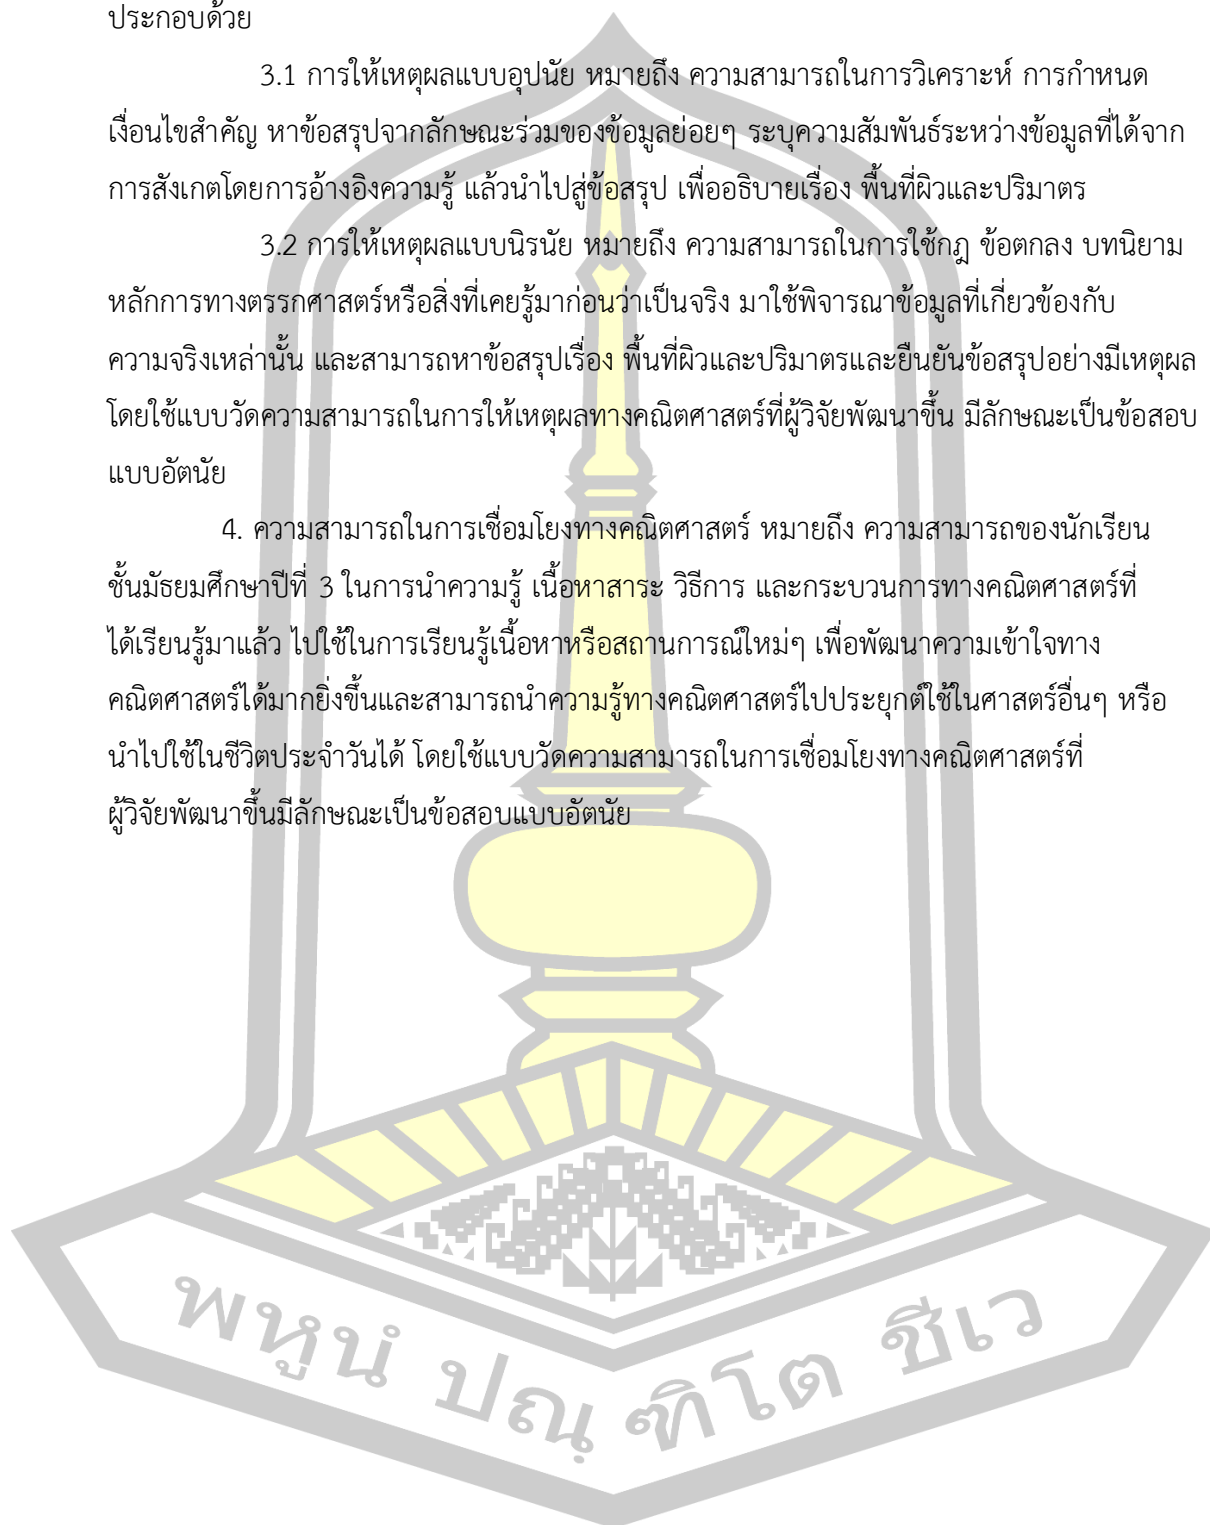 ประกอบด้วย
3.1 การให้เหตุผลแบบอุปนัย หมายถึง ความสามารถในการวิเคราะห์ การกำหนด
เงื่อนไขสำคัญ หาข้อสรุปจากลักษณะร่วมของข้อมูลย่อยๆ ระบุความสัมพันธ์ระหว่างข้อมูลที่ได้จาก
การสังเกตโดยการอ้างอิงความรู้ แล้วนำไปสู่ข้อสรุป เพื่ออธิบายเรื่อง พื้นที่ผิวและปริมาตร
3.2 การให้เหตุผลแบบนิรนัย หมายถึง ความสามารถในการใช้กฎ ข้อตกลง บทนิยาม
หลักการทางตรรกศาสตร์หรือสิ่งที่เคยรู้มาก่อนว่าเป็นจริง มาใช้พิจารณาข้อมูลที่เกี่ยวข้องกับ
ความจริงเหล่านั้น และสามารถหาข้อสรุปเรื่อง พื้นที่ผิวและปริมาตรและยืนยันข้อสรุปอย่างมีเหตุผล
โดยใช้แบบวัดความสามารถในการให้เหตุผลทางคณิตศาสตร์ที่ผู้วิจัยพัฒนาขึ้น มีลักษณะเป็นข้อสอบ
แบบอัตนัย
4. ความสามารถในการเชื่อมโยงทางคณิตศาสตร์ หมายถึง ความสามารถของนักเรียน
ชั้นมัธยมศึกษาปีที่ 3 ในการนำความรู้ เนื้อหาสาระ วิธีการ และกระบวนการทางคณิตศาสตร์ที่
ได้เรียนรู้มาแล้ว ไปใช้ในการเรียนรู้เนื้อหาหรือสถานการณ์ใหม่ๆ เพื่อพัฒนาความเข้าใจทาง
คณิตศาสตร์ได้มากยิ่งขึ้นและสามารถนำความรู้ทางคณิตศาสตร์ไปประยุกต์ใช้ในศาสตร์อื่นๆ หรือ
นำไปใช้ในชีวิตประจำวันได้ โดยใช้แบบวัดความสามารถในการเชื่อมโยงทางคณิตศาสตร์ที่
ผู้วิจัยพัฒนาขึ้นมีลักษณะเป็นข้อสอบแบบอัตนัย
พหูนํ ปณฺฑิโต ชีเว